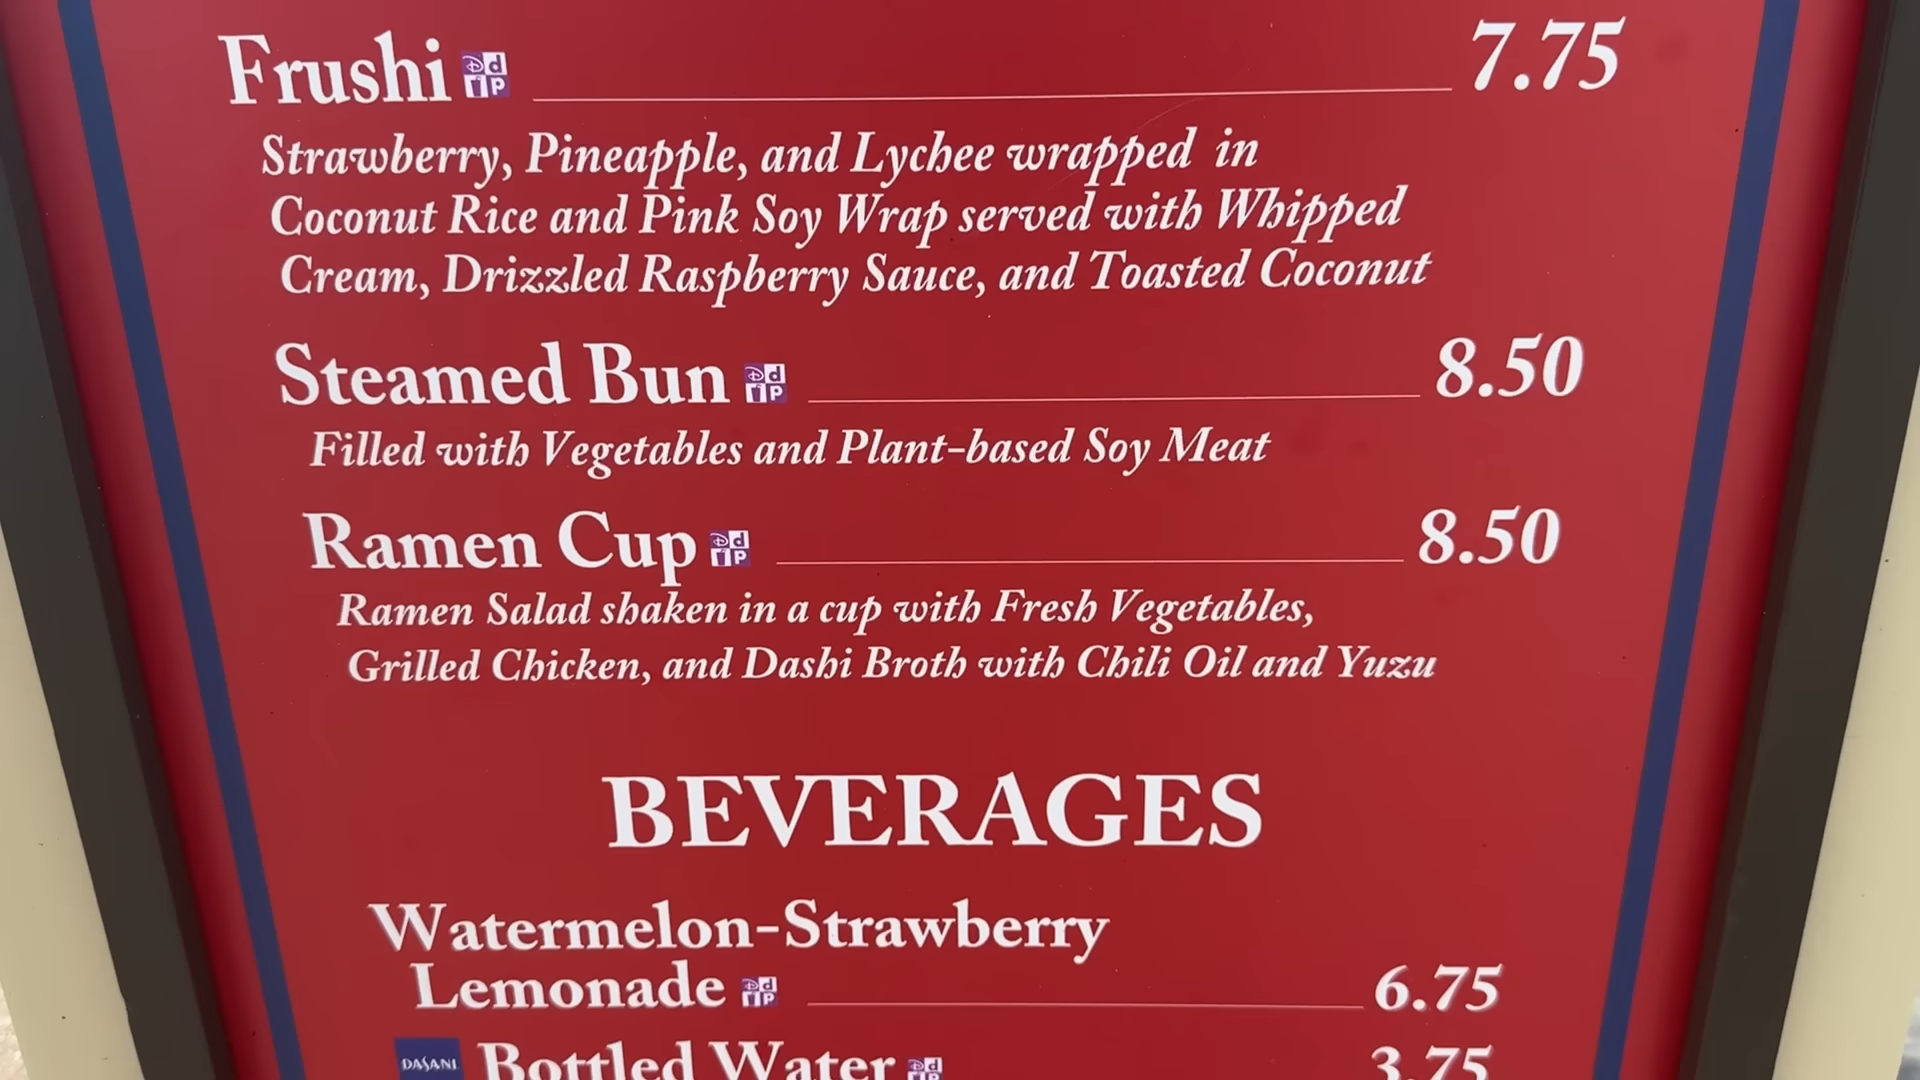 Frushi 7.75
Strawberry, Pineapple, and Lychee wrapped in
Coconut Rice and Pink Soy Wrap served with Whipped
Cream, Drizzled Raspberry Sauce, and Toasted Coconut
Steamed Bun 8.50
Filled with Vegetables and Plant-based Soy Meat
Ramen Cup 8.50
Ramen Salad shaken in a cup with Fresh Vegetables,
Grilled Chicken, and Dashi Broth with Chili Oil and Yuzu
BEVERAGES
Watermelon-Strawberry
Lemonade 6.75
DASANI Bottled Water 3.75